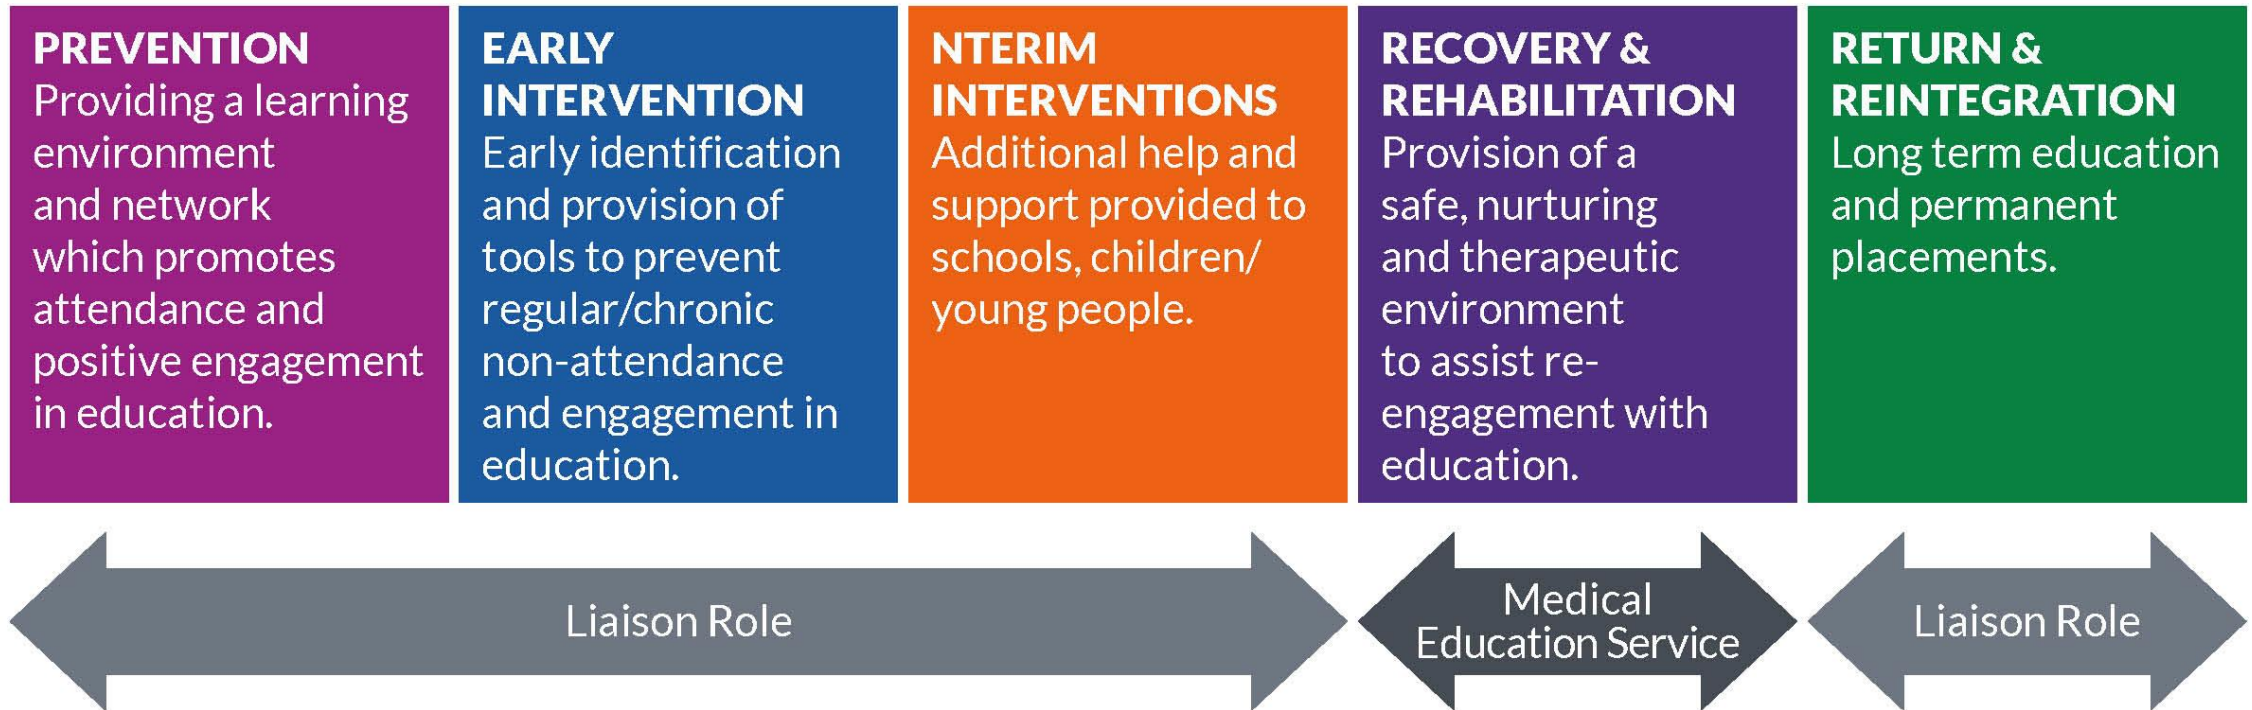 PREVENTION
Providing a learning
environment
and network
which promotes
attendance and
positive engagement
in education.
EARLY
INTERVENTION
Early identification
and provision of
tools to prevent
regular/chronic
non-attendance
and engagement in
education.
NTERIM
INTERVENTIONS
Additional help and
support provided to
schools, children/
young people.
RECOVERY &
REHABILITATION
Provision of a
safe, nurturing
and therapeutic
environment
to assist re-
engagement with
education.
RETURN &
REINTEGRATION
Long term education
and permanent
placements.
Liaison Role
Medical
Education Service
Liaison Role